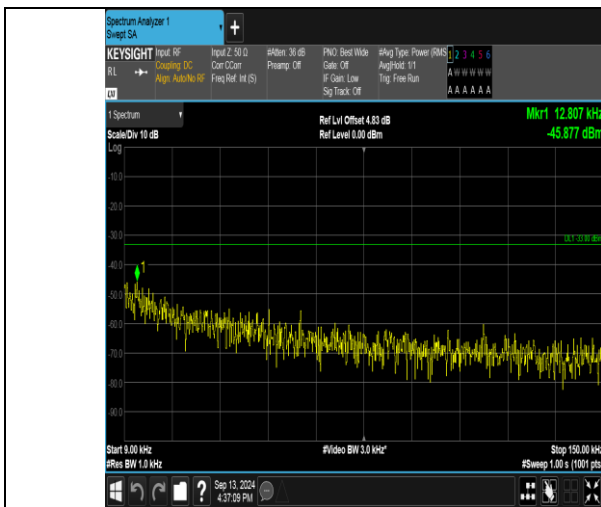 Spectrum Analyzer 1
Swept SA
+
KEYSIGHT Input: RF Input Z: 50 Ω #Atten: 36 dB PNO: Best Wide #Avg Type: Power (RMS 1 2 3 4 5 6
RL Coupling: DC Corr CCorr Preamp: Off Gate: Off Avg|Hold: 1/1 A W W W W W
Align: Auto/No RF Freq Ref: Int (S) IF Gain: Low Trig: Free Run
Sig Track: Off A A A A A A
1 Spectrum
Ref Lvl Offset 4.83 dB Mkr1 12.807 kHz
Scale/Div 10 dB Ref Level 0.00 dBm -45.877 dBm
Log
-10.0
-20.0
-30.0
DL1 -33.00 dBm
-40.0
1
-50.0
-60.0
-70.0
-80.0
-90.0
Start 9.00 kHz #Video BW 3.0 kHz* Stop 150.00 kHz
#Res BW 1.0 kHz #Sweep 1.00 s (1001 pts
? Sep 13, 2024
4:37:09 PM